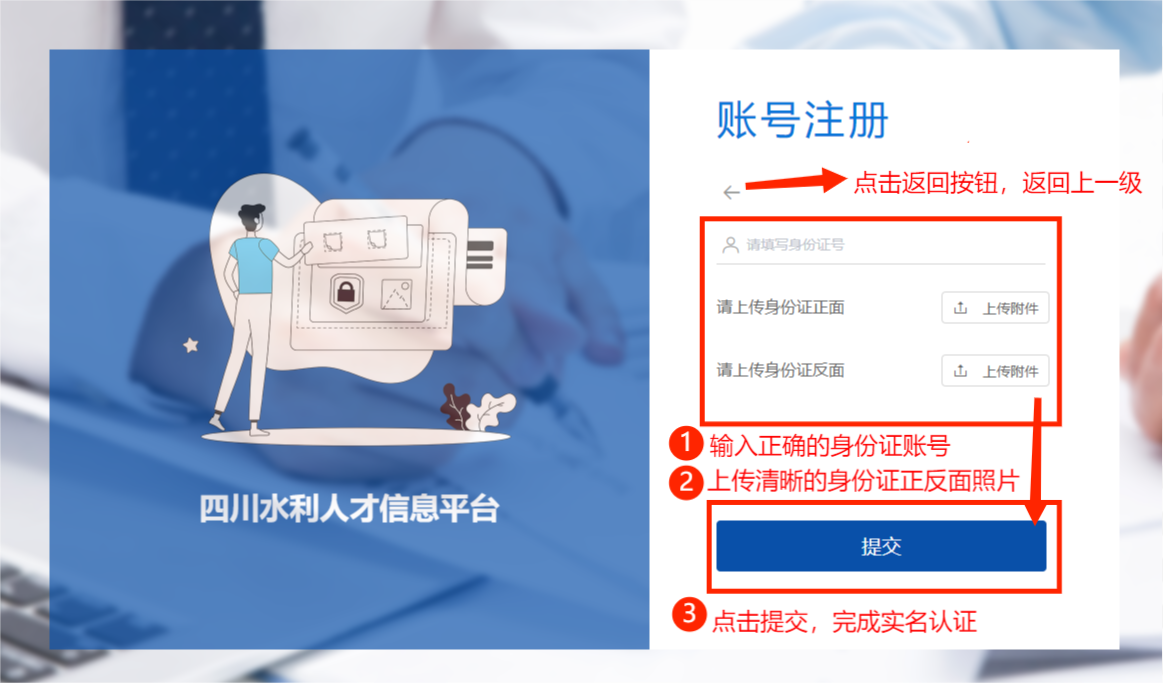 账号注册
点击返回按钮，返回上一级
请填写身份证号
请上传身份证正面
上传附件
请上传身份证反面
上传附件
1 输入正确的身份证账号
2 上传清晰的身份证正反面照片
四川水利人才信息平台
提交
3 点击提交，完成实名认证